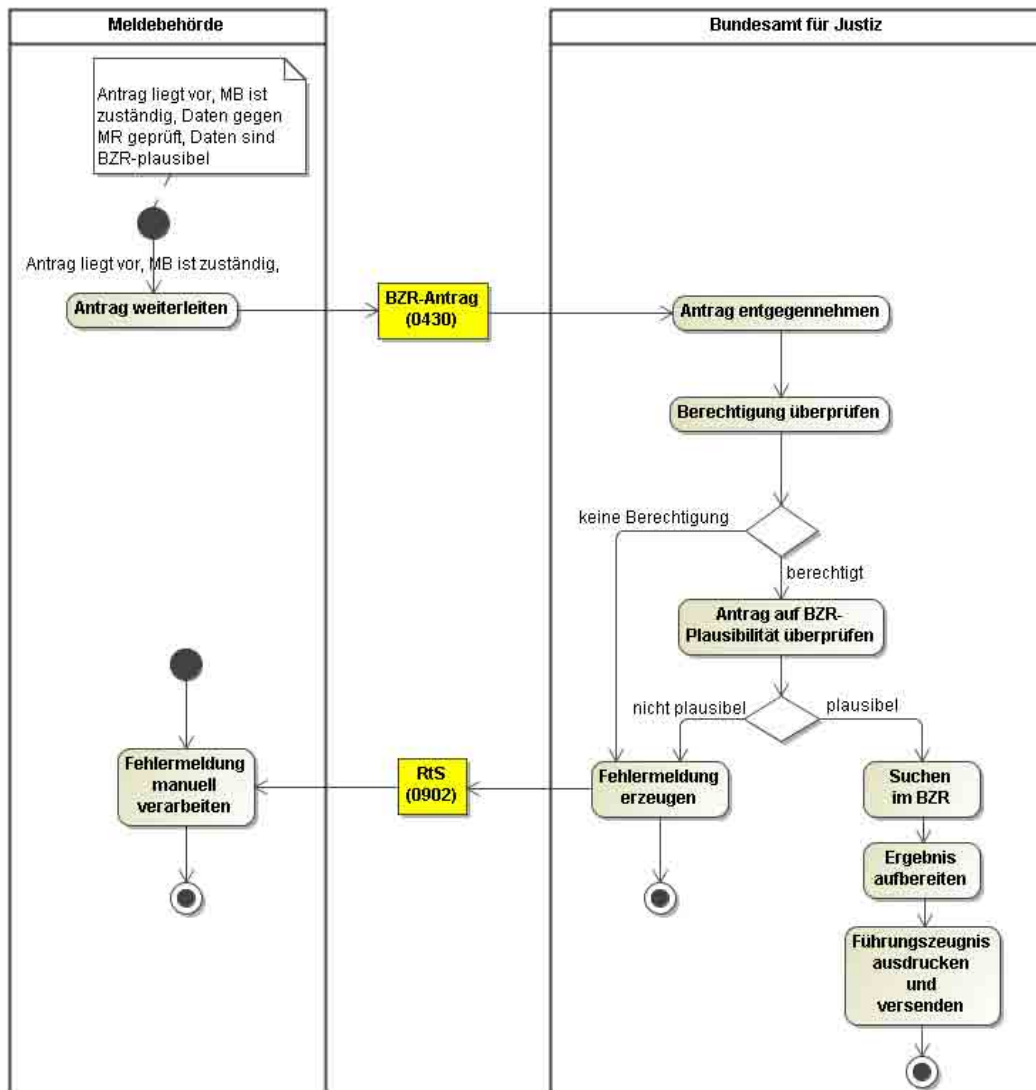 Meldebehörde
Bundesamt für Justiz
Antrag liegt vor, MB ist
zuständig, Daten gegen
MR geprüft, Daten sind
BZR-plausibel
Antrag liegt vor, MB ist zuständig,
Antrag weiterleiten
BZR-Antrag
(0430)
Antrag entgegennehmen
Berechtigung überprüfen
keine Berechtigung
berechtigt
Antrag auf BZR-
Plausibilität überprüfen
nicht plausibel
plausibel
Fehlermeldung
manuell
verarbeiten
RtS
(0902)
Fehlermeldung
erzeugen
Suchen
im BZR
Ergebnis
aufbereiten
Führungszeugnis
ausdrucken
und
versenden